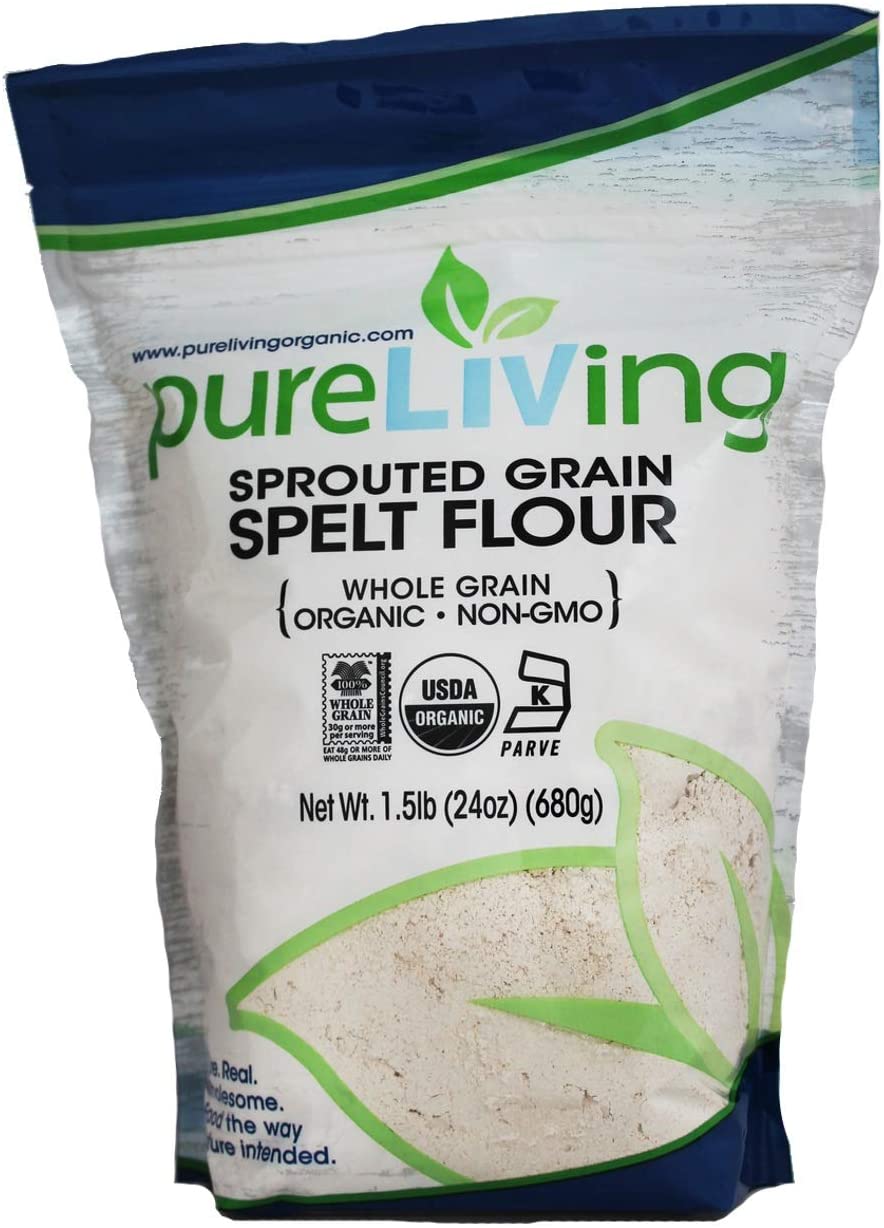 www.purelivingorganic.com
pureLIVing
SPROUTED GRAIN
SPELT FLOUR
{WHOLE GRAIN
ORGANIC • NON-GMO}
100%
WHOLE
GRAIN
30g or more
per serving
WholeGrainsCouncil.org
EAT 48g OR MORE OF
WHOLE GRAINS DAILY
USDA
ORGANIC
K
PARVE
Net Wt. 1.5lb (24oz) (680g)
Real.
the way
intended.